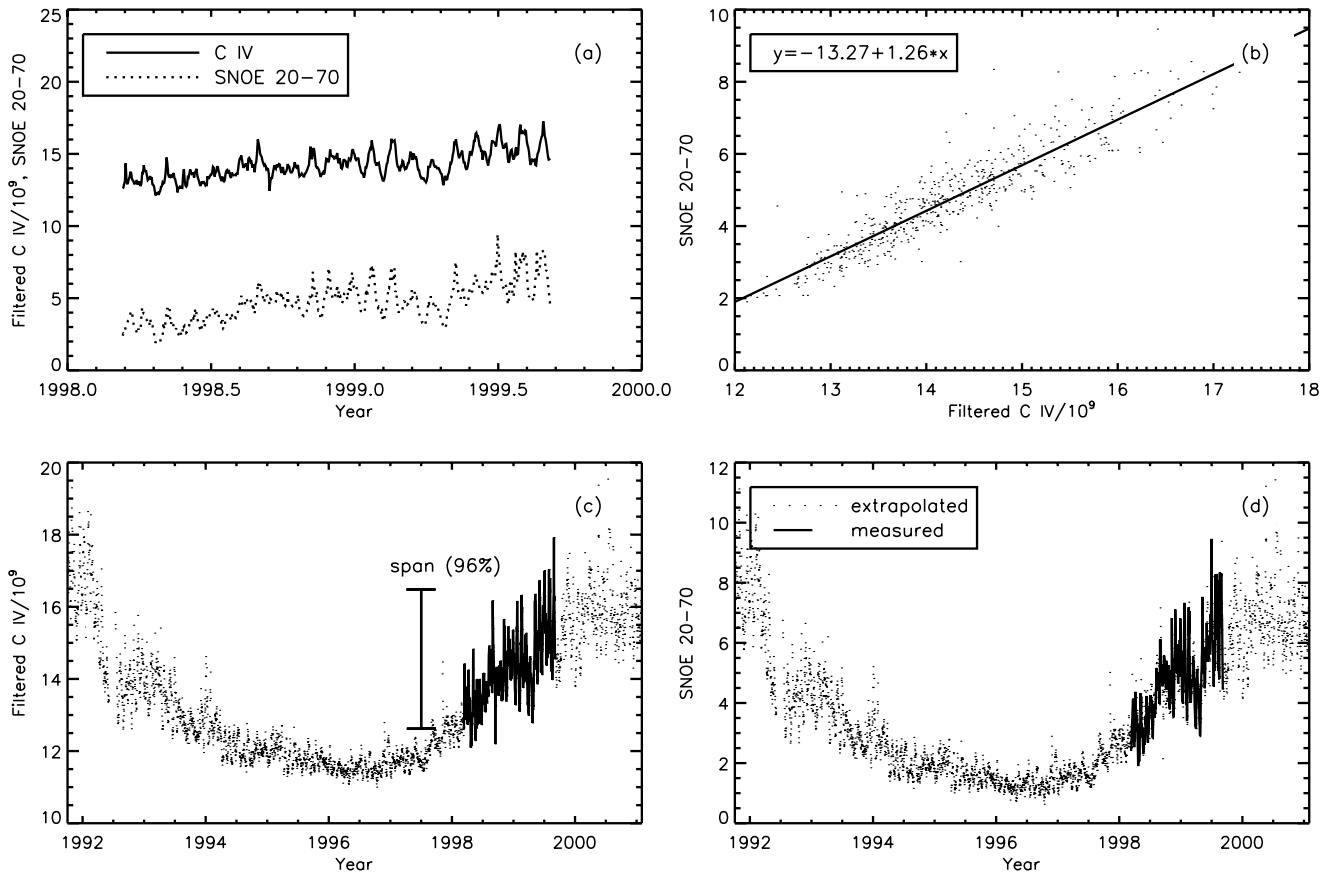 25
20
15
10
5
0
Filtered C IV/10⁹, SNOE 20−70
C IV
SNOE 20−70
(a)
1998.0 1998.5 1999.0 1999.5 2000.0
Year
10
8
6
4
2
0
SNOE 20−70
y=−13.27+1.26*x
(b)
12 13 14 15 16 17 18
Filtered C IV/10⁹
20
18
16
14
12
10
Filtered C IV/10⁹
span (96%)
(c)
1992 1994 1996 1998 2000
Year
12
10
8
6
4
2
0
SNOE 20−70
extrapolated
measured
(d)
1992 1994 1996 1998 2000
Year